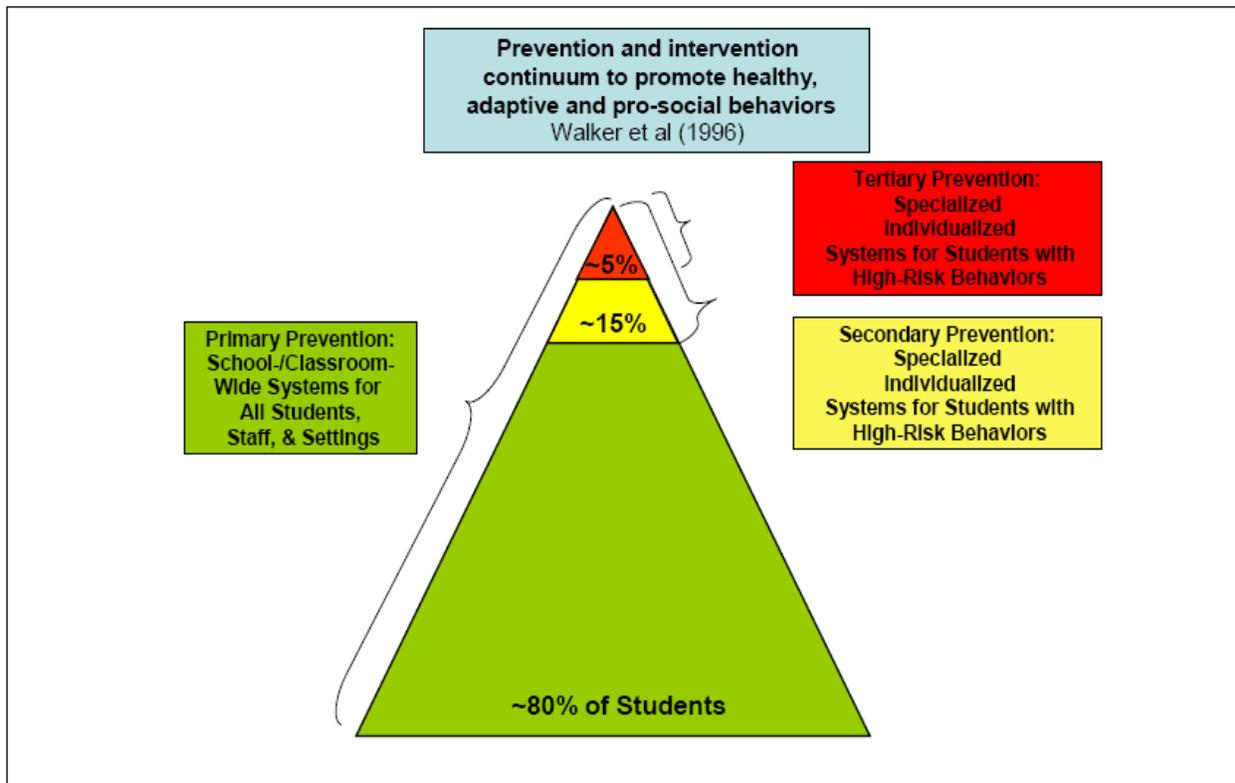 Prevention and intervention
continuum to promote healthy,
adaptive and pro-social behaviors
Walker et al (1996)
Tertiary Prevention:
Specialized
Individualized
Systems for Students with
High-Risk Behaviors
~5%
~15%
Primary Prevention:
School-/Classroom-
Wide Systems for
All Students,
Staff, & Settings
Secondary Prevention:
Specialized
Individualized
Systems for Students with
High-Risk Behaviors
~80% of Students